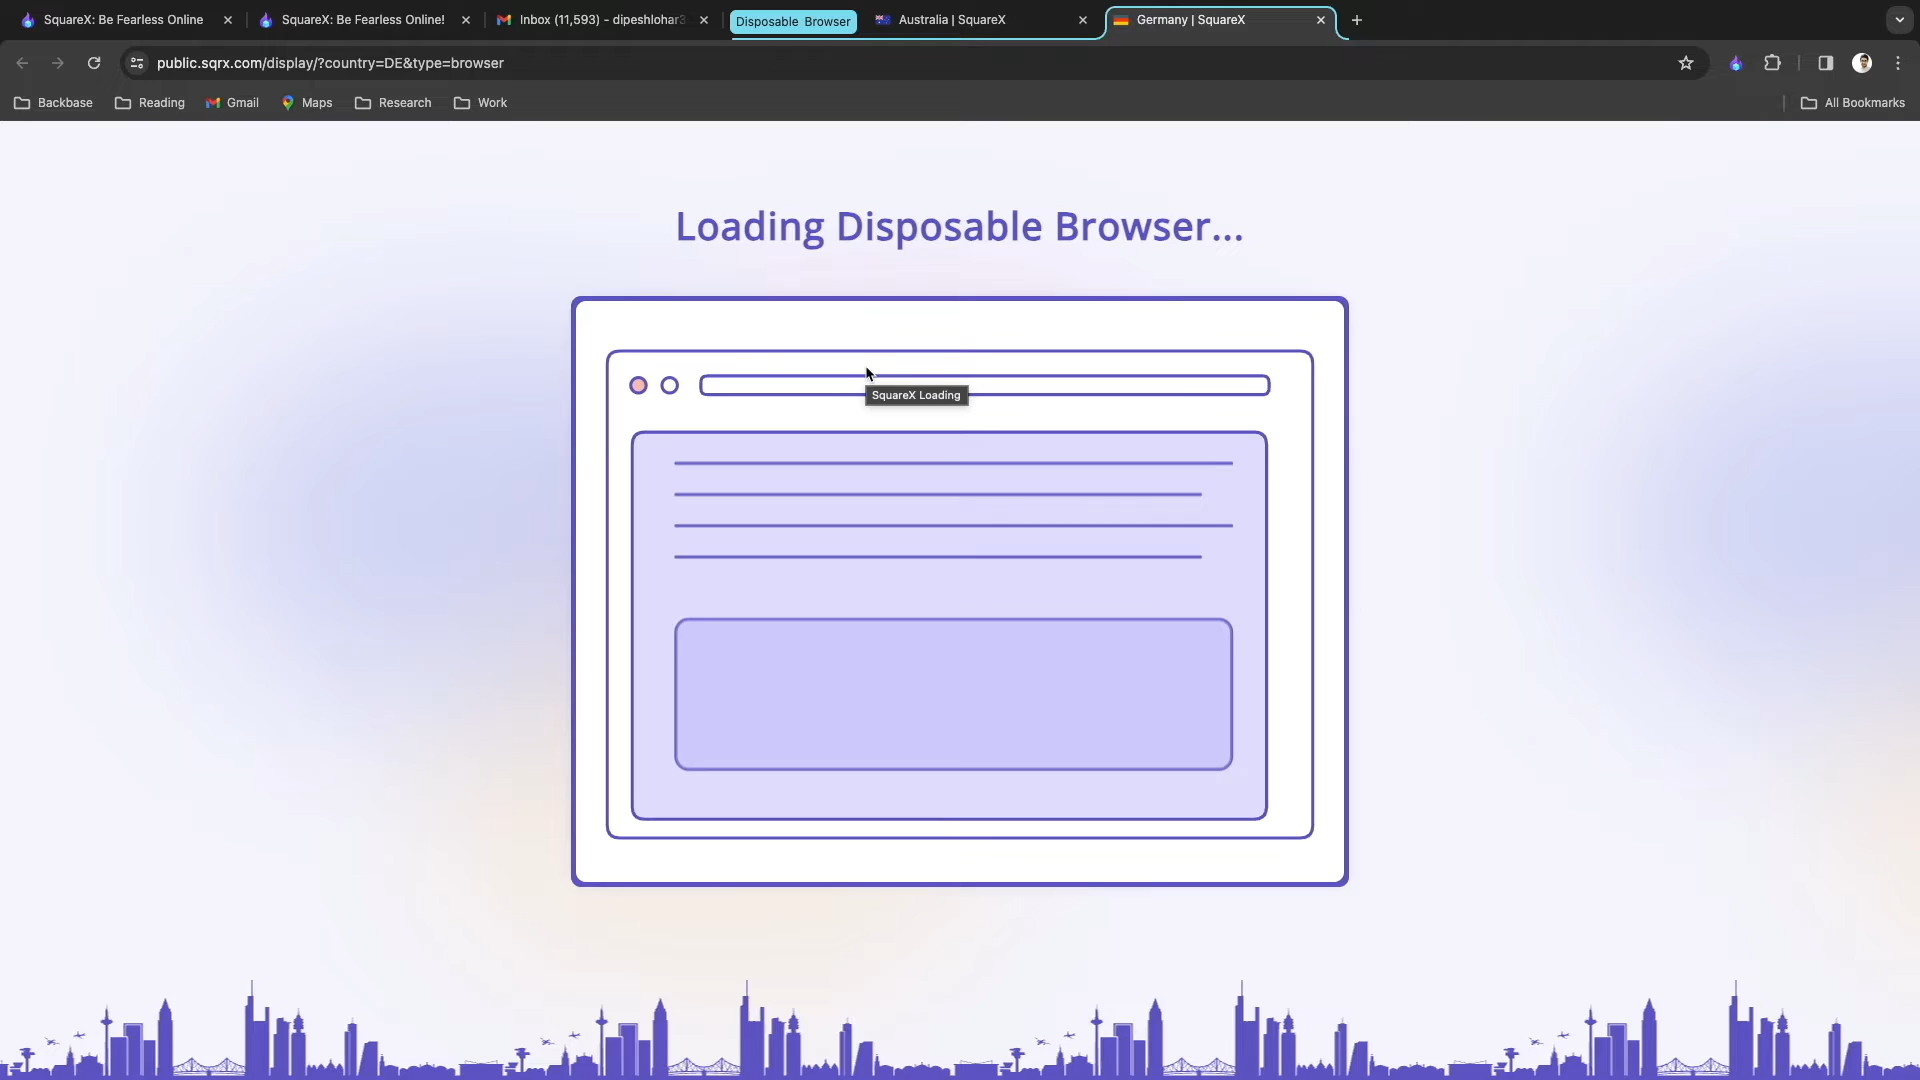 SquareX: Be Fearless Online
SquareX: Be Fearless Online!
Inbox (11,593) - dipeshlohar3
Disposable Browser
Australia | SquareX
Germany | SquareX
public.sqrx.com/display/?country=DE&type=browser
Backbase
Reading
Gmail
Maps
Research
Work
All Bookmarks
Loading Disposable Browser...
SquareX Loading